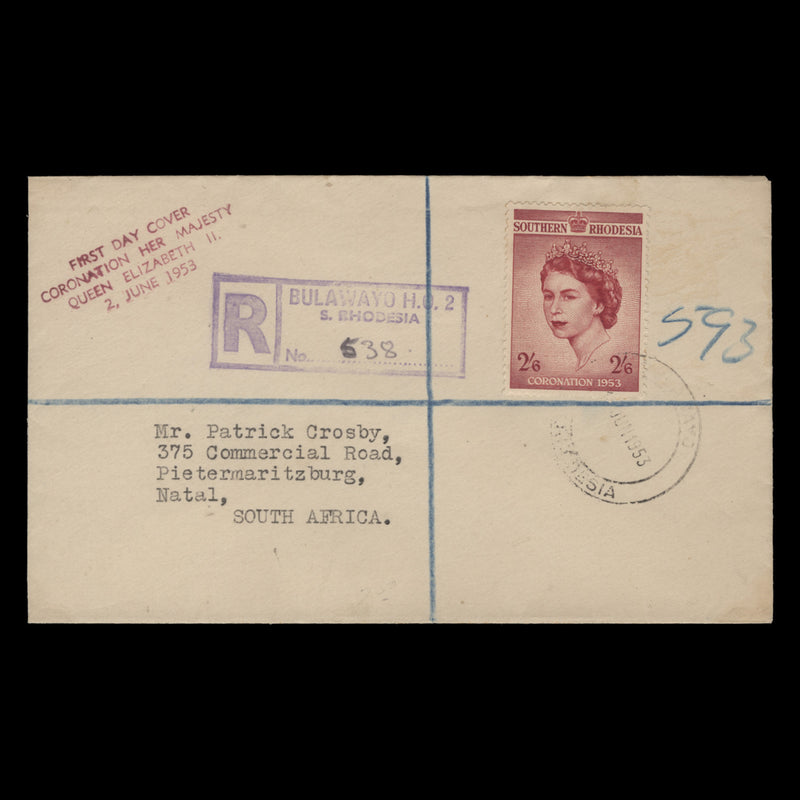 FIRST DAY COVER
CORONATION HER MAJESTY
QUEEN ELIZABETH II.
2, JUNE 1953
R
BULAWAYO H.O. 2
S. RHODESIA
No. 538
SOUTHERN RHODESIA
2/6 2/6
CORONATION 1953
593
1953
Mr. Patrick Crosby,
375 Commercial Road,
Pietermaritzburg,
Natal,
SOUTH AFRICA.